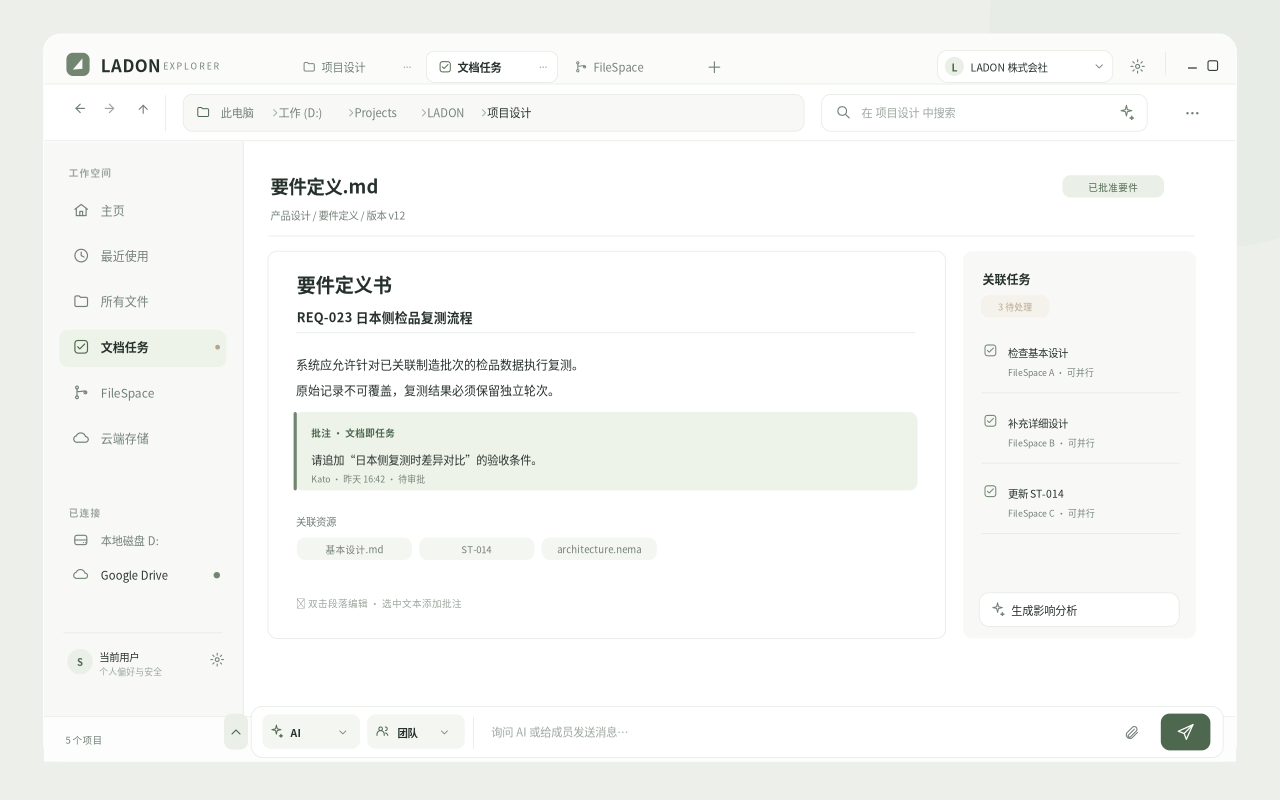 LADON EXPLORER
项目设计 ···
文档任务 ···
FileSpace
L LADON 株式会社
此电脑 >工作 (D:) >Projects >LADON >项目设计
在 项目设计 中搜索
工作空间
主页
最近使用
所有文件
文档任务
FileSpace
云端存储
已连接
本地磁盘 D:
Google Drive
S 当前用户
个人偏好与安全
5 个项目
要件定义.md
已批准要件
产品设计 / 要件定义 / 版本 v12
要件定义书
REQ-023 日本侧检品复测流程
系统应允许针对已关联制造批次的检品数据执行复测。
原始记录不可覆盖，复测结果必须保留独立轮次。
批注 · 文档即任务
请追加“日本侧复测时差异对比”的验收条件。
Kato · 昨天 16:42 · 待审批
关联资源
基本设计.md
ST-014
architecture.nema
双击段落编辑 · 选中文本添加批注
关联任务
3 待处理
检查基本设计
FileSpace A · 可并行
补充详细设计
FileSpace B · 可并行
更新 ST-014
FileSpace C · 可并行
生成影响分析
AI
团队
询问 AI 或给成员发送消息···